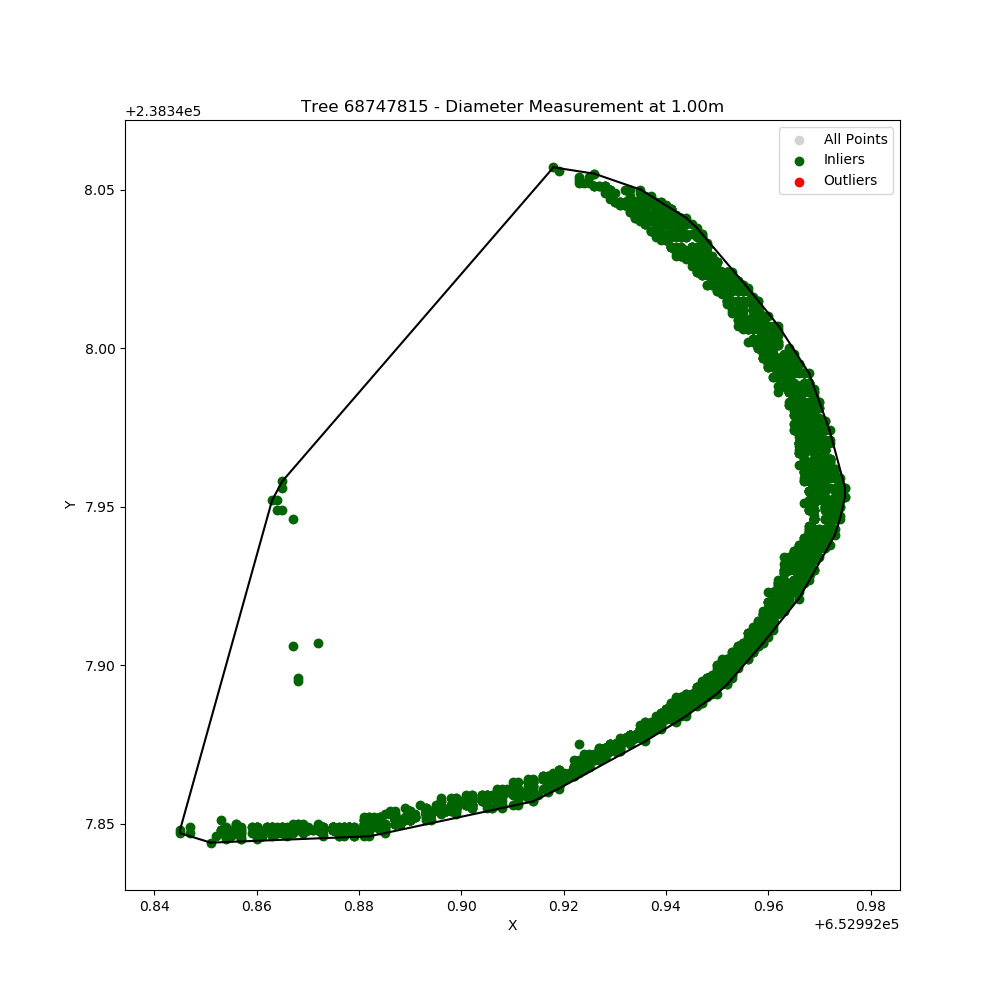 Tree 68747815 - Diameter Measurement at 1.00m
+2.3834e5
All Points
Inliers
Outliers
8.05
8.00
7.95
7.90
7.85
Y
0.84 0.86 0.88 0.90 0.92 0.94 0.96 0.98
+6.52992e5
X